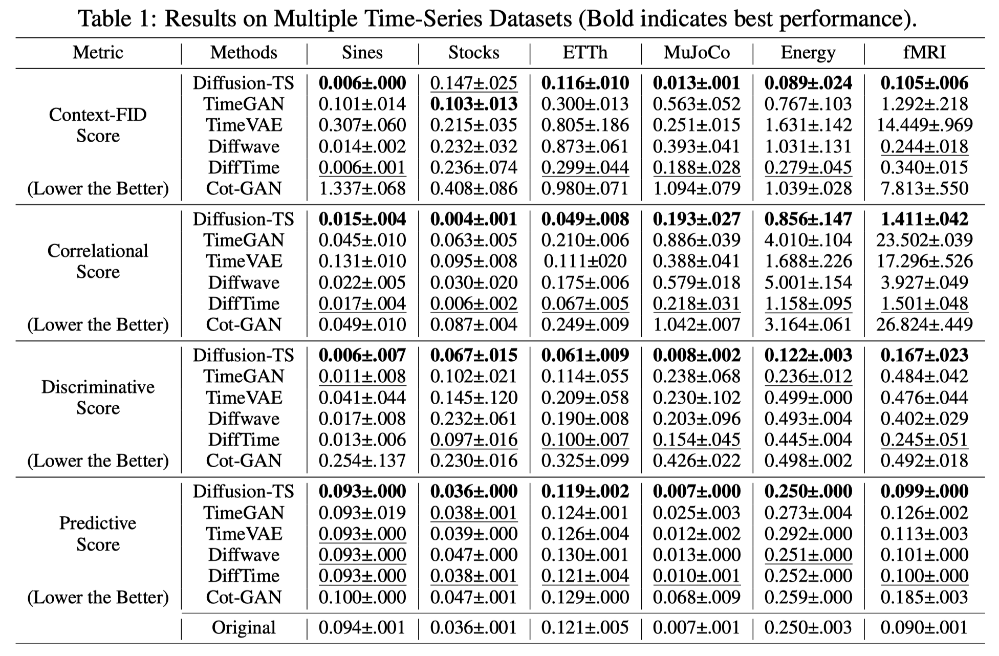 Table 1: Results on Multiple Time-Series Datasets (Bold indicates best performance).
Metric Methods Sines Stocks ETTh MuJoCo Energy fMRI
Context-FID Score (Lower the Better)
Diffusion-TS 0.006±.000 0.147±.025 0.116±.010 0.013±.001 0.089±.024 0.105±.006
TimeGAN 0.101±.014 0.103±.013 0.300±.013 0.563±.052 0.767±.103 1.292±.218
TimeVAE 0.307±.060 0.215±.035 0.805±.186 0.251±.015 1.631±.142 14.449±.969
Diffwave 0.014±.002 0.232±.032 0.873±.061 0.393±.041 1.031±.131 0.244±.018
DiffTime 0.006±.001 0.236±.074 0.299±.044 0.188±.028 0.279±.045 0.340±.015
Cot-GAN 1.337±.068 0.408±.086 0.980±.071 1.094±.079 1.039±.028 7.813±.550
Correlational Score (Lower the Better)
Diffusion-TS 0.015±.004 0.004±.001 0.049±.008 0.193±.027 0.856±.147 1.411±.042
TimeGAN 0.045±.010 0.063±.005 0.210±.006 0.886±.039 4.010±.104 23.502±.039
TimeVAE 0.131±.010 0.095±.008 0.111±020 0.388±.041 1.688±.226 17.296±.526
Diffwave 0.022±.005 0.030±.020 0.175±.006 0.579±.018 5.001±.154 3.927±.049
DiffTime 0.017±.004 0.006±.002 0.067±.005 0.218±.031 1.158±.095 1.501±.048
Cot-GAN 0.049±.010 0.087±.004 0.249±.009 1.042±.007 3.164±.061 26.824±.449
Discriminative Score (Lower the Better)
Diffusion-TS 0.006±.007 0.067±.015 0.061±.009 0.008±.002 0.122±.003 0.167±.023
TimeGAN 0.011±.008 0.102±.021 0.114±.055 0.238±.068 0.236±.012 0.484±.042
TimeVAE 0.041±.044 0.145±.120 0.209±.058 0.230±.102 0.499±.000 0.476±.044
Diffwave 0.017±.008 0.232±.061 0.190±.008 0.203±.096 0.493±.004 0.402±.029
DiffTime 0.013±.006 0.097±.016 0.100±.007 0.154±.045 0.445±.004 0.245±.051
Cot-GAN 0.254±.137 0.230±.016 0.325±.099 0.426±.022 0.498±.002 0.492±.018
Predictive Score (Lower the Better)
Diffusion-TS 0.093±.000 0.036±.000 0.119±.002 0.007±.000 0.250±.000 0.099±.000
TimeGAN 0.093±.019 0.038±.001 0.124±.001 0.025±.003 0.273±.004 0.126±.002
TimeVAE 0.093±.000 0.039±.000 0.126±.004 0.012±.002 0.292±.000 0.113±.003
Diffwave 0.093±.000 0.047±.000 0.130±.001 0.013±.000 0.251±.000 0.101±.000
DiffTime 0.093±.000 0.038±.001 0.121±.004 0.010±.001 0.252±.000 0.100±.000
Cot-GAN 0.100±.000 0.047±.001 0.129±.000 0.068±.009 0.259±.000 0.185±.003
Original 0.094±.001 0.036±.001 0.121±.005 0.007±.001 0.250±.003 0.090±.001